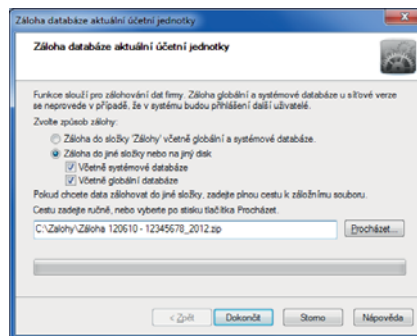 Záloha databáze aktuální účetní jednotky
Záloha databáze aktuální účetní jednotky
Funkce slouží pro zálohování dat firmy. Záloha globální a systémové databáze u síťové verze
se neprovede v případě, že v systému budou přihlášení další uživatelé.
Zvolte způsob zálohy:
Záloha do složky 'Zálohy' včetně globální a systémové databáze.
Záloha do jiné složky nebo na jiný disk
Včetně systémové databáze
Včetně globální databáze
Pokud chcete data zálohovat do jiné složky, zadejte plnou cestu k záložnímu souboru.
Cestu zadejte ručně, nebo vyberte po stisku tlačítka Procházet.
C:\Zalohy\Záloha 120610 - 12345678_2012.zip
Procházet...
< Zpět
Dokončit
Storno
Nápověda